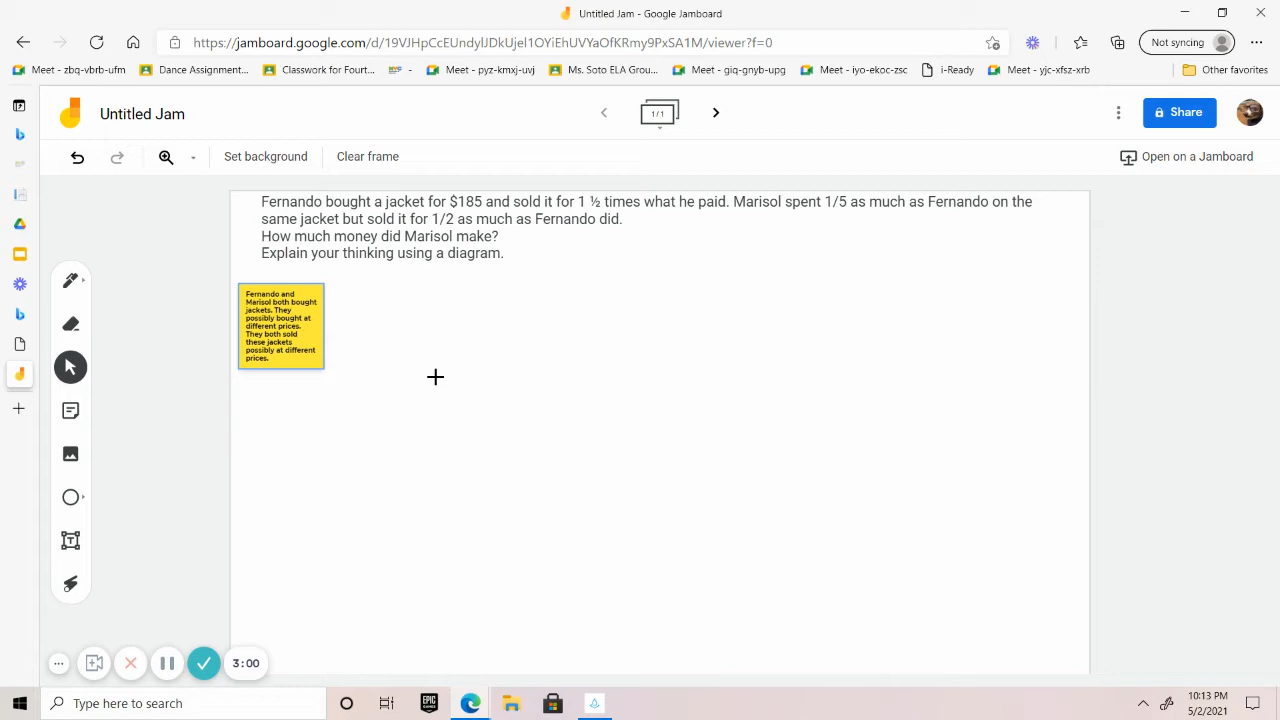 Untitled Jam - Google Jamboard
https://jamboard.google.com/d/19VJHpCcEUndylJDkUjel1OYiEhUVYaOfKRmy9PxSA1M/viewer?f=0
Not syncing
Meet - zbq-vbrb-ufm
Dance Assignment...
Classwork for Fourt...
Meet - pyz-kmxj-uvj
Ms. Soto ELA Grou...
Meet - giq-gnyb-upg
Meet - iyo-ekoc-zsc
i-Ready
Meet - yjc-xfsz-xrb
Other favorites
Untitled Jam
1/1
Share
Set background
Clear frame
Open on a Jamboard
Fernando bought a jacket for $185 and sold it for 1 ½ times what he paid. Marisol spent 1/5 as much as Fernando on the
same jacket but sold it for 1/2 as much as Fernando did.
How much money did Marisol make?
Explain your thinking using a diagram.
Fernando and
Marisol both bought
jackets. They
possibly bought at
different prices.
They both sold
these jackets
possibly at different
prices.
3:00
Type here to search
EPIC
GAMES
10:13 PM
5/2/2021